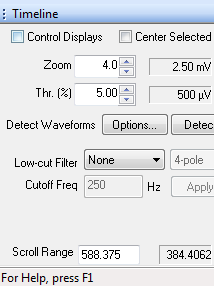 Timeline
Control Displays Center Selected
Zoom 4.0 2.50 mV
Thr. (%) 5.00 500 µV
Detect Waveforms Options... Detec
Low-cut Filter None 4-pole
Cutoff Freq 250 Hz Apply
Scroll Range 588.375 384.4062
For Help, press F1